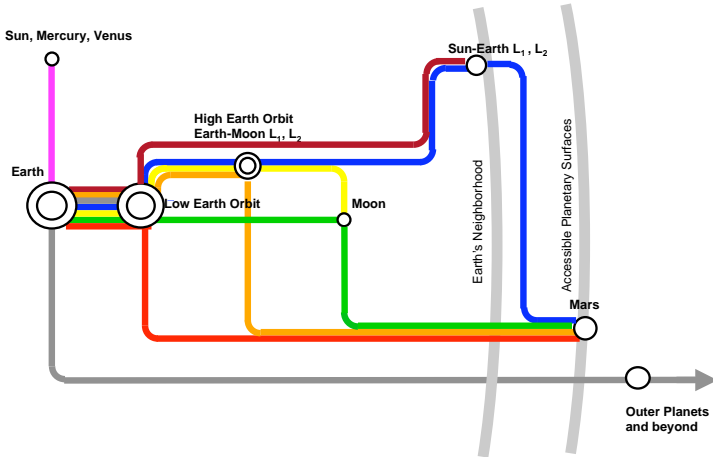 Sun, Mercury, Venus
Sun-Earth L1, L2
High Earth Orbit
Earth-Moon L1, L2
Earth
Low Earth Orbit
Moon
Earth's Neighborhood
Accessible Planetary Surfaces
Mars
Outer Planets
and beyond